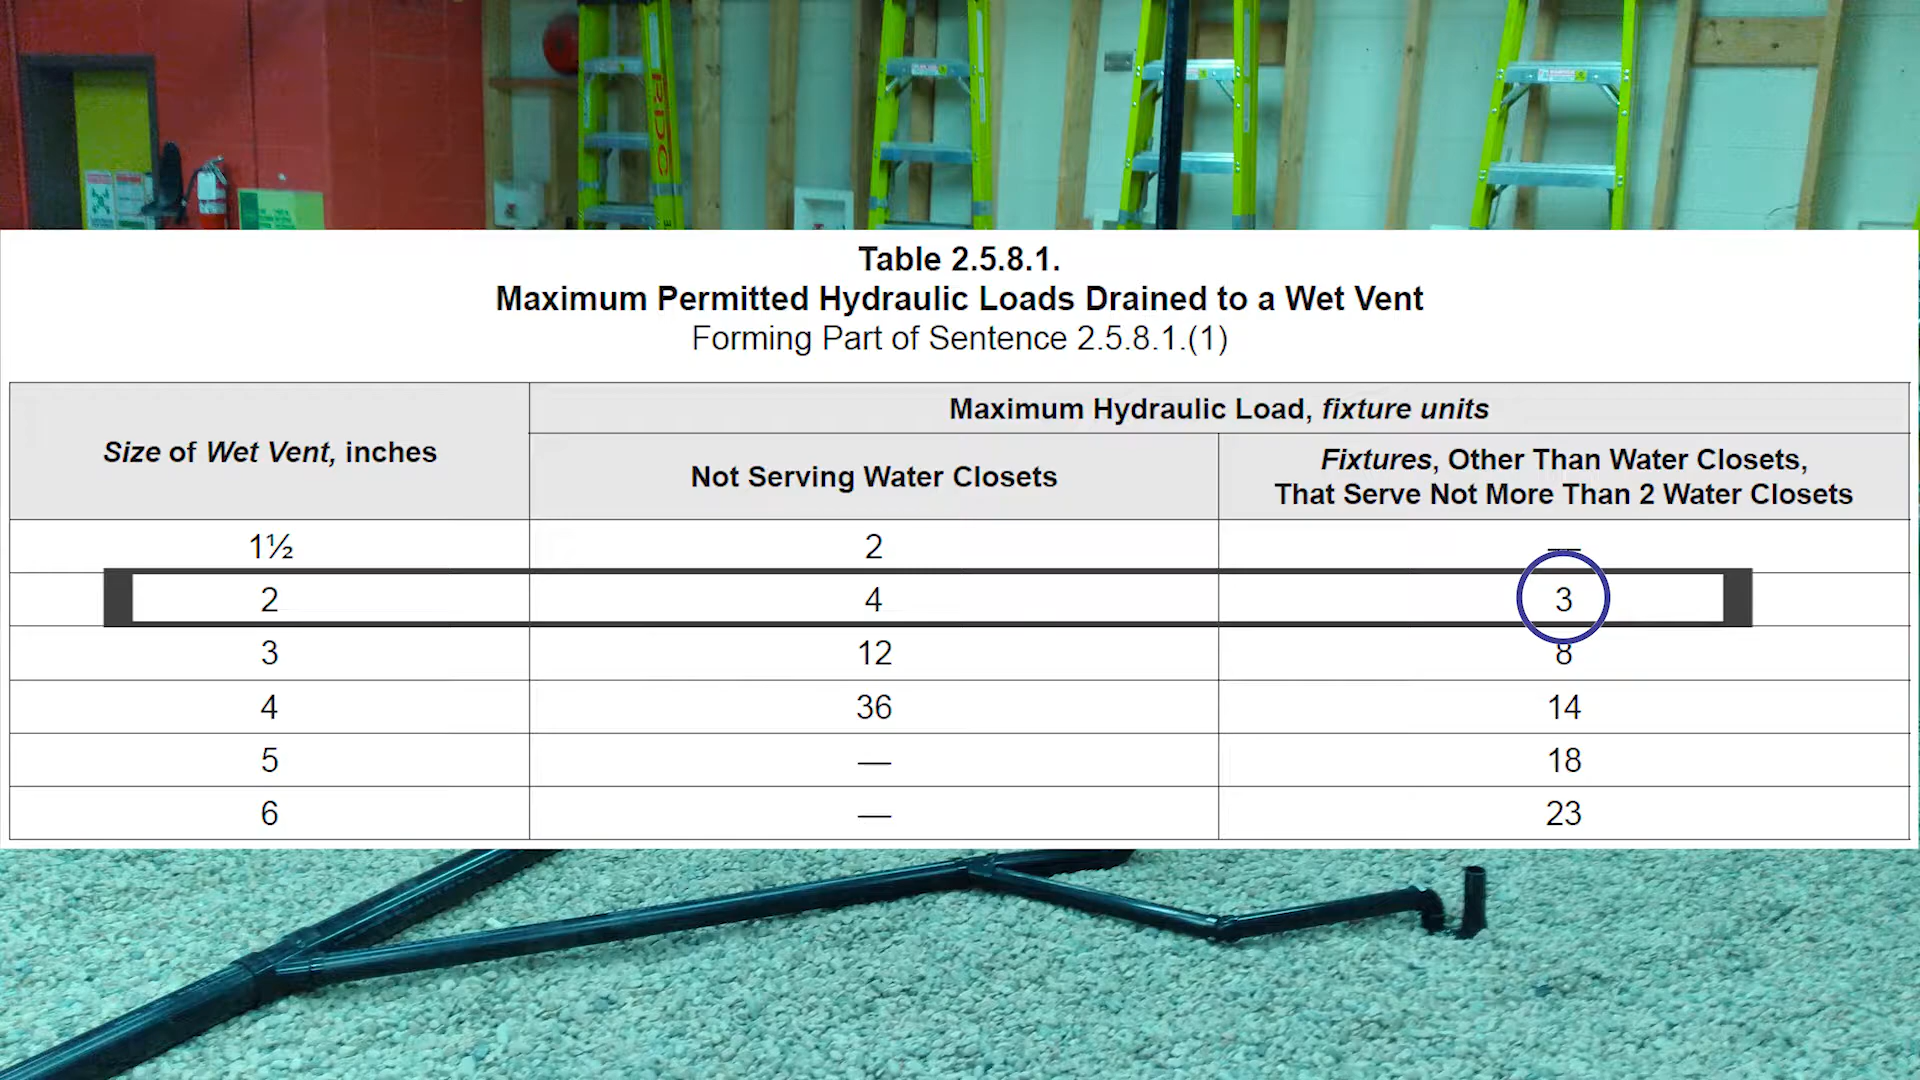 Table 2.5.8.1.
Maximum Permitted Hydraulic Loads Drained to a Wet Vent
Forming Part of Sentence 2.5.8.1.(1)
Size of Wet Vent, inches
Maximum Hydraulic Load, fixture units
Not Serving Water Closets
Fixtures, Other Than Water Closets,
That Serve Not More Than 2 Water Closets
1½ 2 —
2 4 3
3 12 8
4 36 14
5 — 18
6 — 23